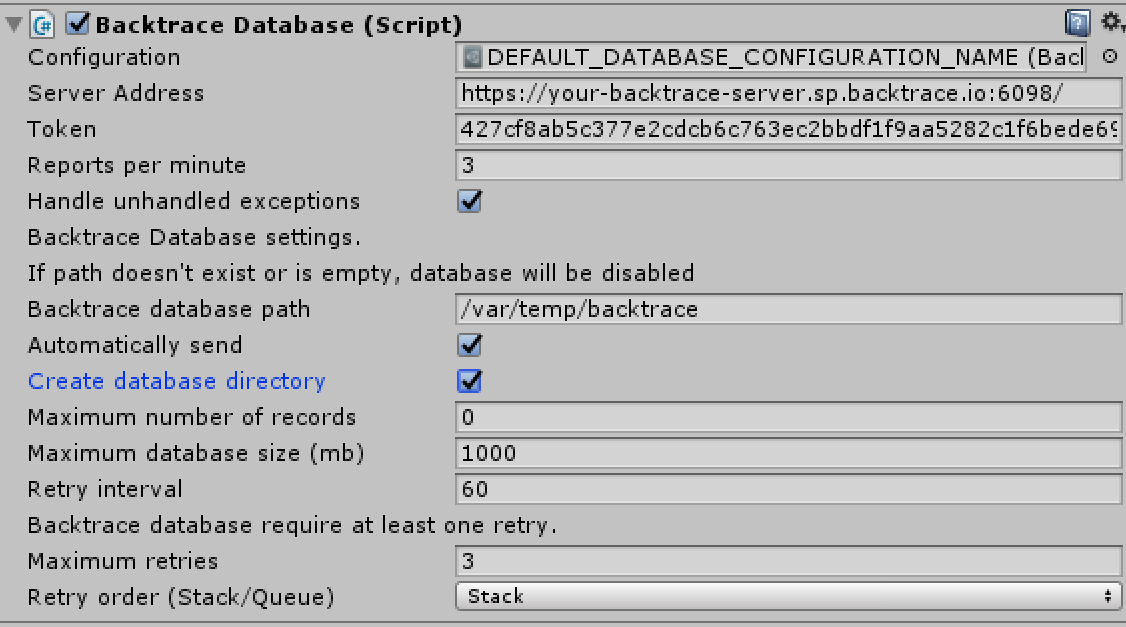 Backtrace Database (Script)
Configuration DEFAULT_DATABASE_CONFIGURATION_NAME (Bacl
Server Address https://your-backtrace-server.sp.backtrace.io:6098/
Token 427cf8ab5c377e2cdcb6c763ec2bbdf1f9aa5282c1f6bede69
Reports per minute 3
Handle unhandled exceptions
Backtrace Database settings.
If path doesn't exist or is empty, database will be disabled
Backtrace database path /var/temp/backtrace
Automatically send
Create database directory
Maximum number of records 0
Maximum database size (mb) 1000
Retry interval 60
Backtrace database require at least one retry.
Maximum retries 3
Retry order (Stack/Queue) Stack